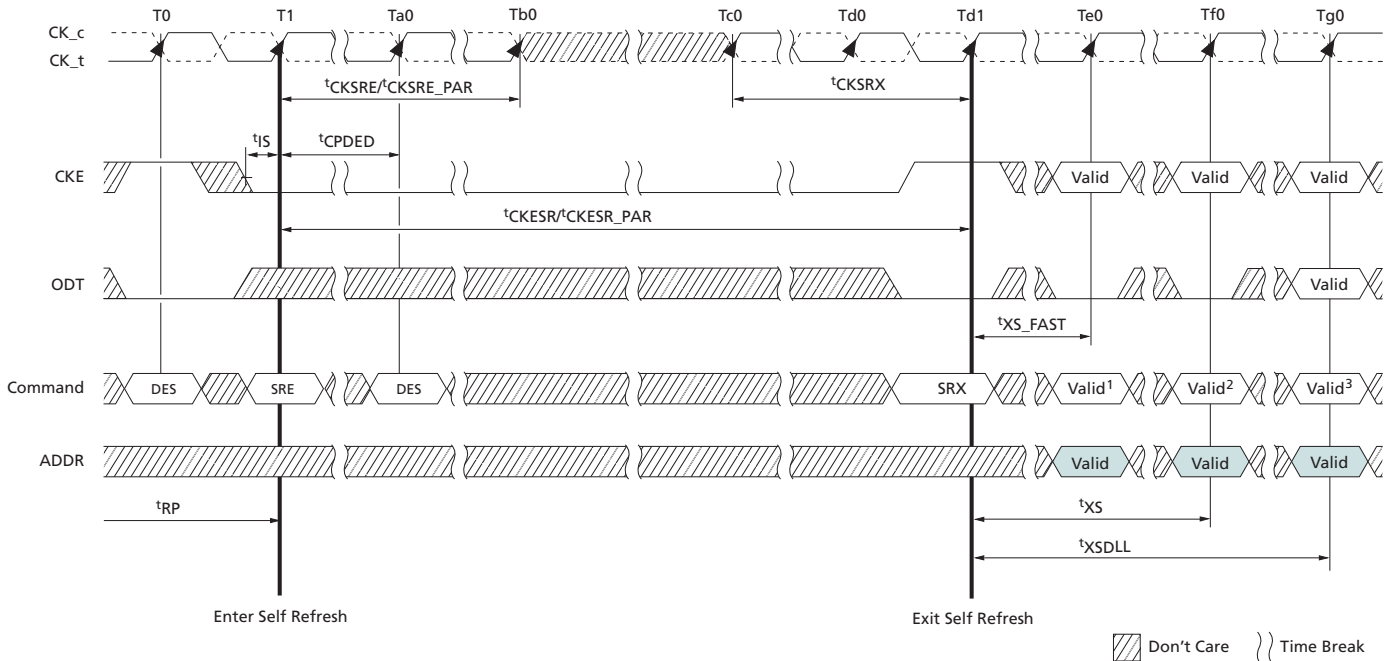 T0 T1 Ta0 Tb0 Tc0 Td0 Td1 Te0 Tf0 Tg0
CK_c
CK_t
tCKSRE/tCKSRE_PAR tCKSRX
tIS tCPDED
CKE Valid Valid Valid
tCKESR/tCKESR_PAR
ODT Valid
tXS_FAST
Command DES SRE DES SRX Valid1 Valid2 Valid3
ADDR Valid Valid Valid
tRP tXS
tXSDLL
Enter Self Refresh Exit Self Refresh
Don't Care Time Break